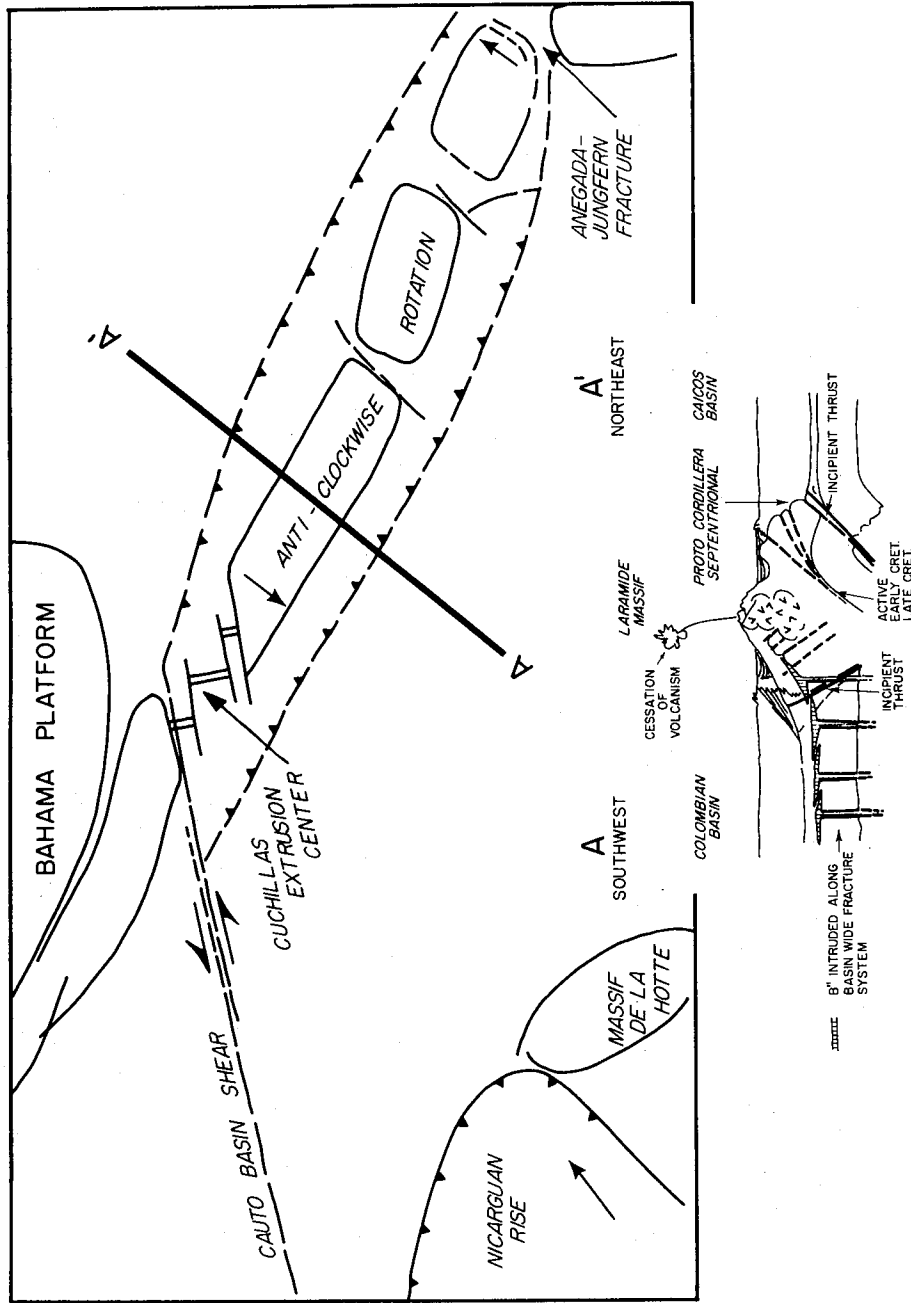 BAHAMA PLATFORM
A'
CAUTO BASIN SHEAR
CUCHILLAS
EXTRUSION
CENTER
ANTI-CLOCKWISE
ROTATION
A
ANEGADA-
JUNGFERN
FRACTURE
NICARGUAN
RISE
MASSIF
DE LA
HOTTE
A
SOUTHWEST
A'
NORTHEAST
COLOMBIAN
BASIN
CESSATION
OF
VOLCANISM
LARAMIDE
MASSIF
PROTO CORDILLERA
SEPTENTRIONAL
CAICOS
BASIN
B" INTRUDED ALONG
BASIN WIDE FRACTURE
SYSTEM
INCIPIENT
THRUST
ACTIVE
EARLY CRET.
LATE CRET.
INCIPIENT THRUST